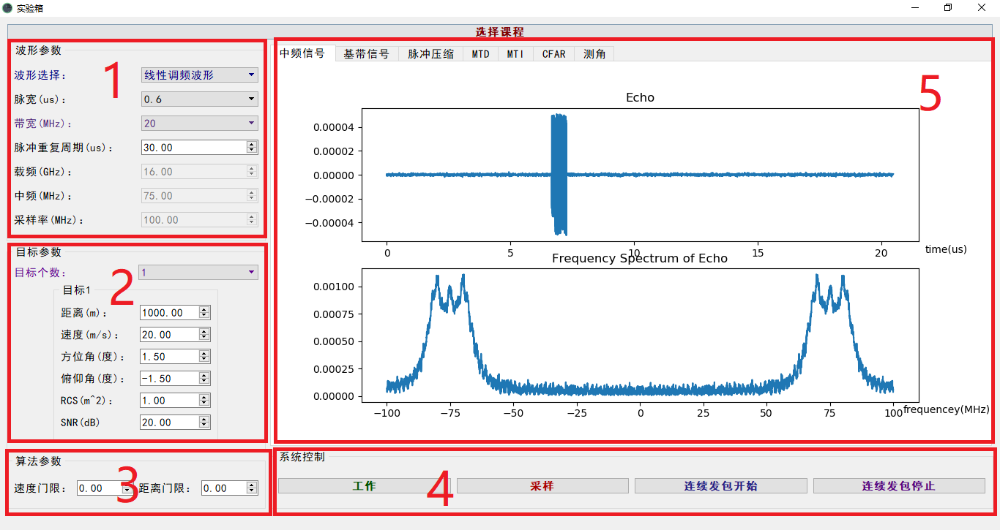 实验箱
选择课程
波形参数
1
波形选择：
线性调频波形
脉宽(us)：
0.6
带宽(MHz)：
20
脉冲重复周期(us)：
30.00
载频(GHz)：
16.00
中频(MHz)：
75.00
采样率(MHz)：
100.00
目标参数
2
目标个数：
1
目标1
距离(m)：
1000.00
速度(m/s)：
20.00
方位角(度)：
1.50
俯仰角(度)：
-1.50
RCS(m^2)：
1.00
SNR(dB)
20.00
算法参数
3
速度门限：
0.00
距离门限：
0.00
中频信号 基带信号 脉冲压缩 MTD MTI CFAR 测角
5
Echo
0.00004
0.00002
0.00000
−0.00002
−0.00004
0 5 10 15 20
time(us)
Frequency Spectrum of Echo
0.00100
0.00075
0.00050
0.00025
0.00000
−100 −75 −50 −25 0 25 50 75 100
frequencey(MHz)
系统控制
4
工作 采样 连续发包开始 连续发包停止